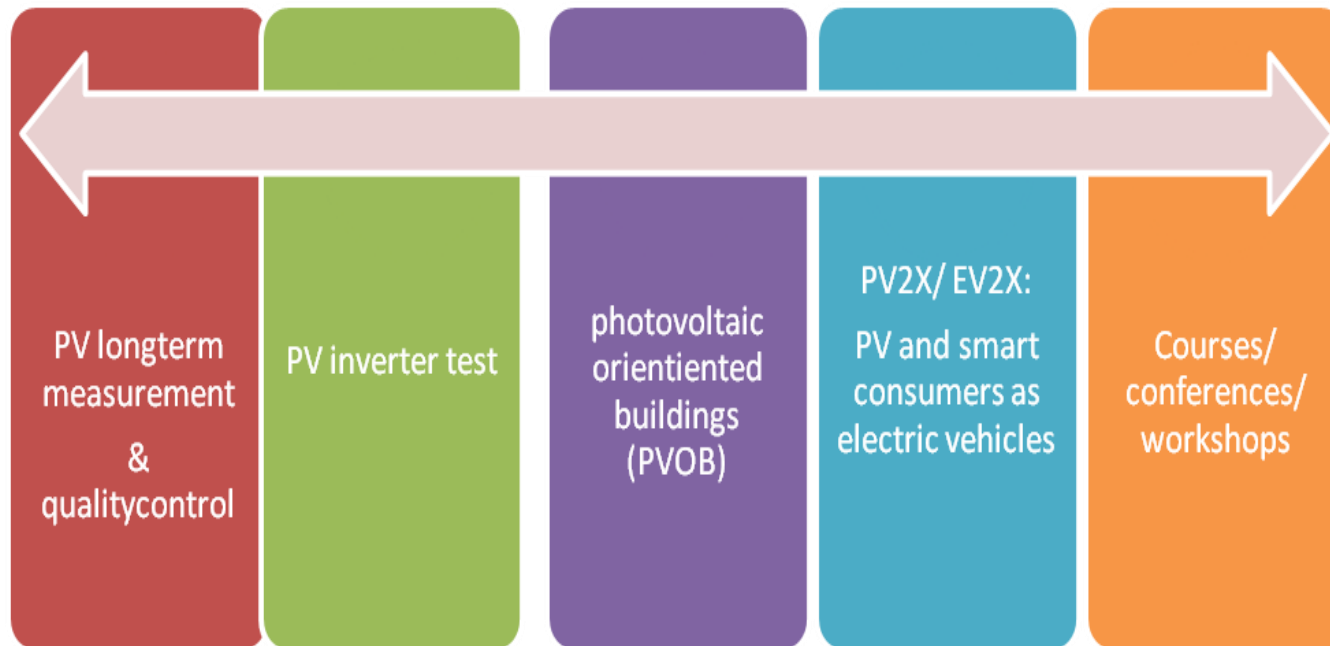 PV longterm
measurement
&
qualitycontrol
PV inverter test
photovoltaic
orientiented
buildings
(PVOB)
PV2X/ EV2X:
PV and smart
consumers as
electric vehicles
Courses/
conferences/
workshops